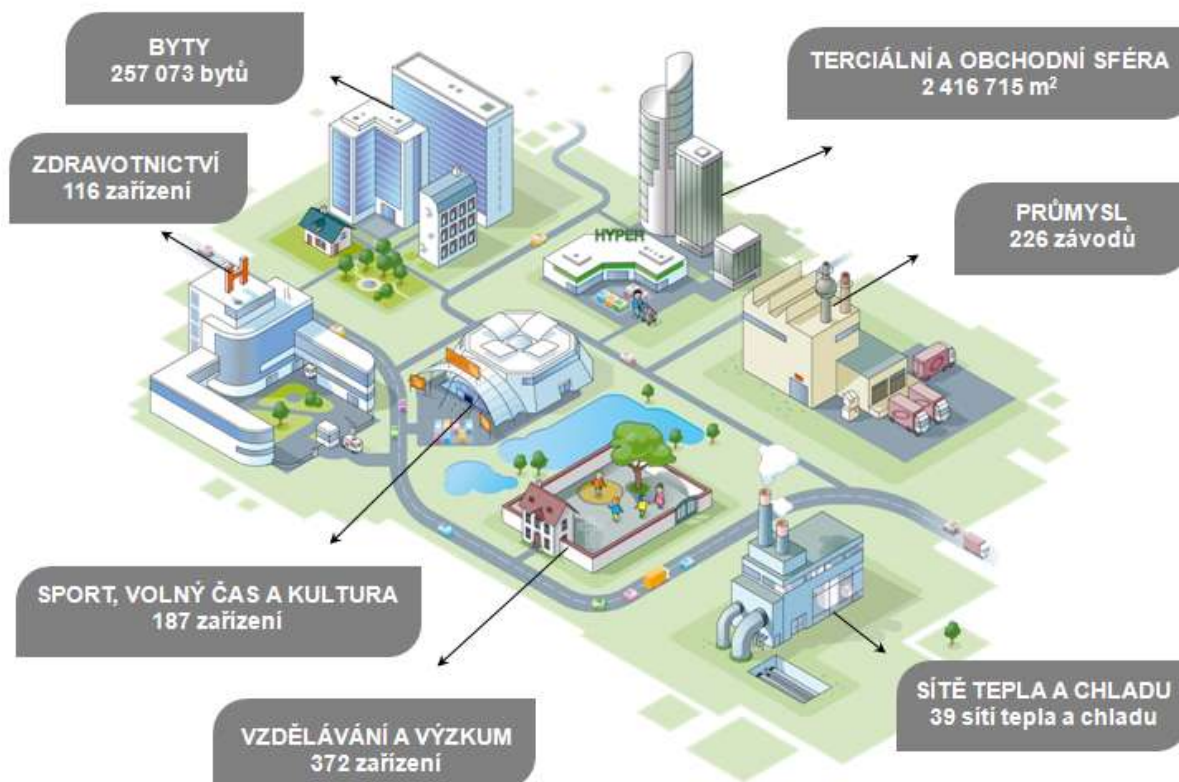 BYTY
257 073 bytů
TERCIÁLNÍ A OBCHODNÍ SFÉRA
2 416 715 m²
ZDRAVOTNICTVÍ
116 zařízení
PRŮMYSL
226 závodů
HYPER
H
SPORT, VOLNÝ ČAS A KULTURA
187 zařízení
SÍTĚ TEPLA A CHLADU
39 sítí tepla a chladu
VZDĚLÁVÁNÍ A VÝZKUM
372 zařízení